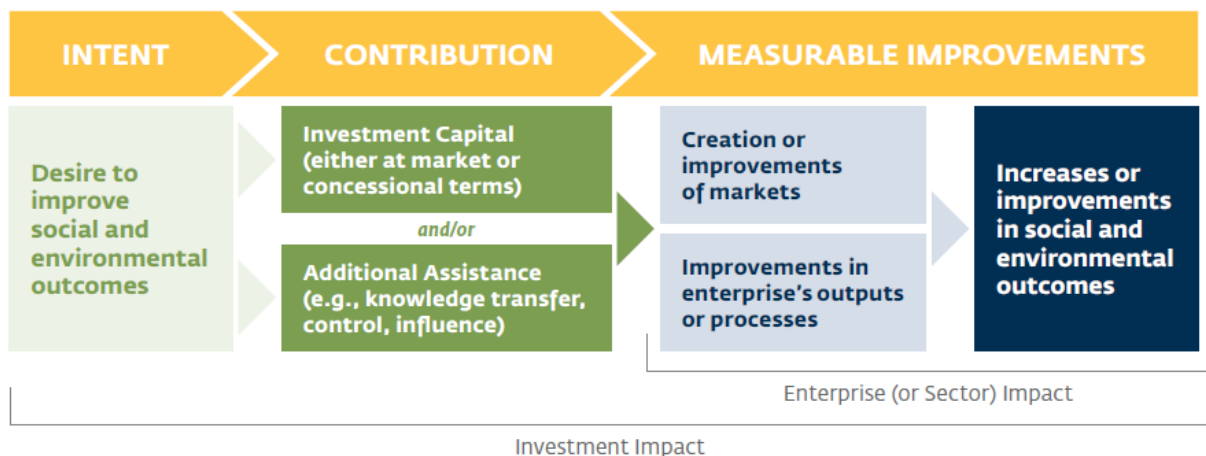 INTENT
CONTRIBUTION
MEASURABLE IMPROVEMENTS
Desire to
improve
social and
environmental
outcomes
Investment Capital
(either at market or
concessional terms)
and/or
Additional Assistance
(e.g., knowledge transfer,
control, influence)
Creation or
improvements
of markets
Improvements in
enterprise's outputs
or processes
Increases or
improvements
in social and
environmental
outcomes
Enterprise (or Sector) Impact
Investment Impact